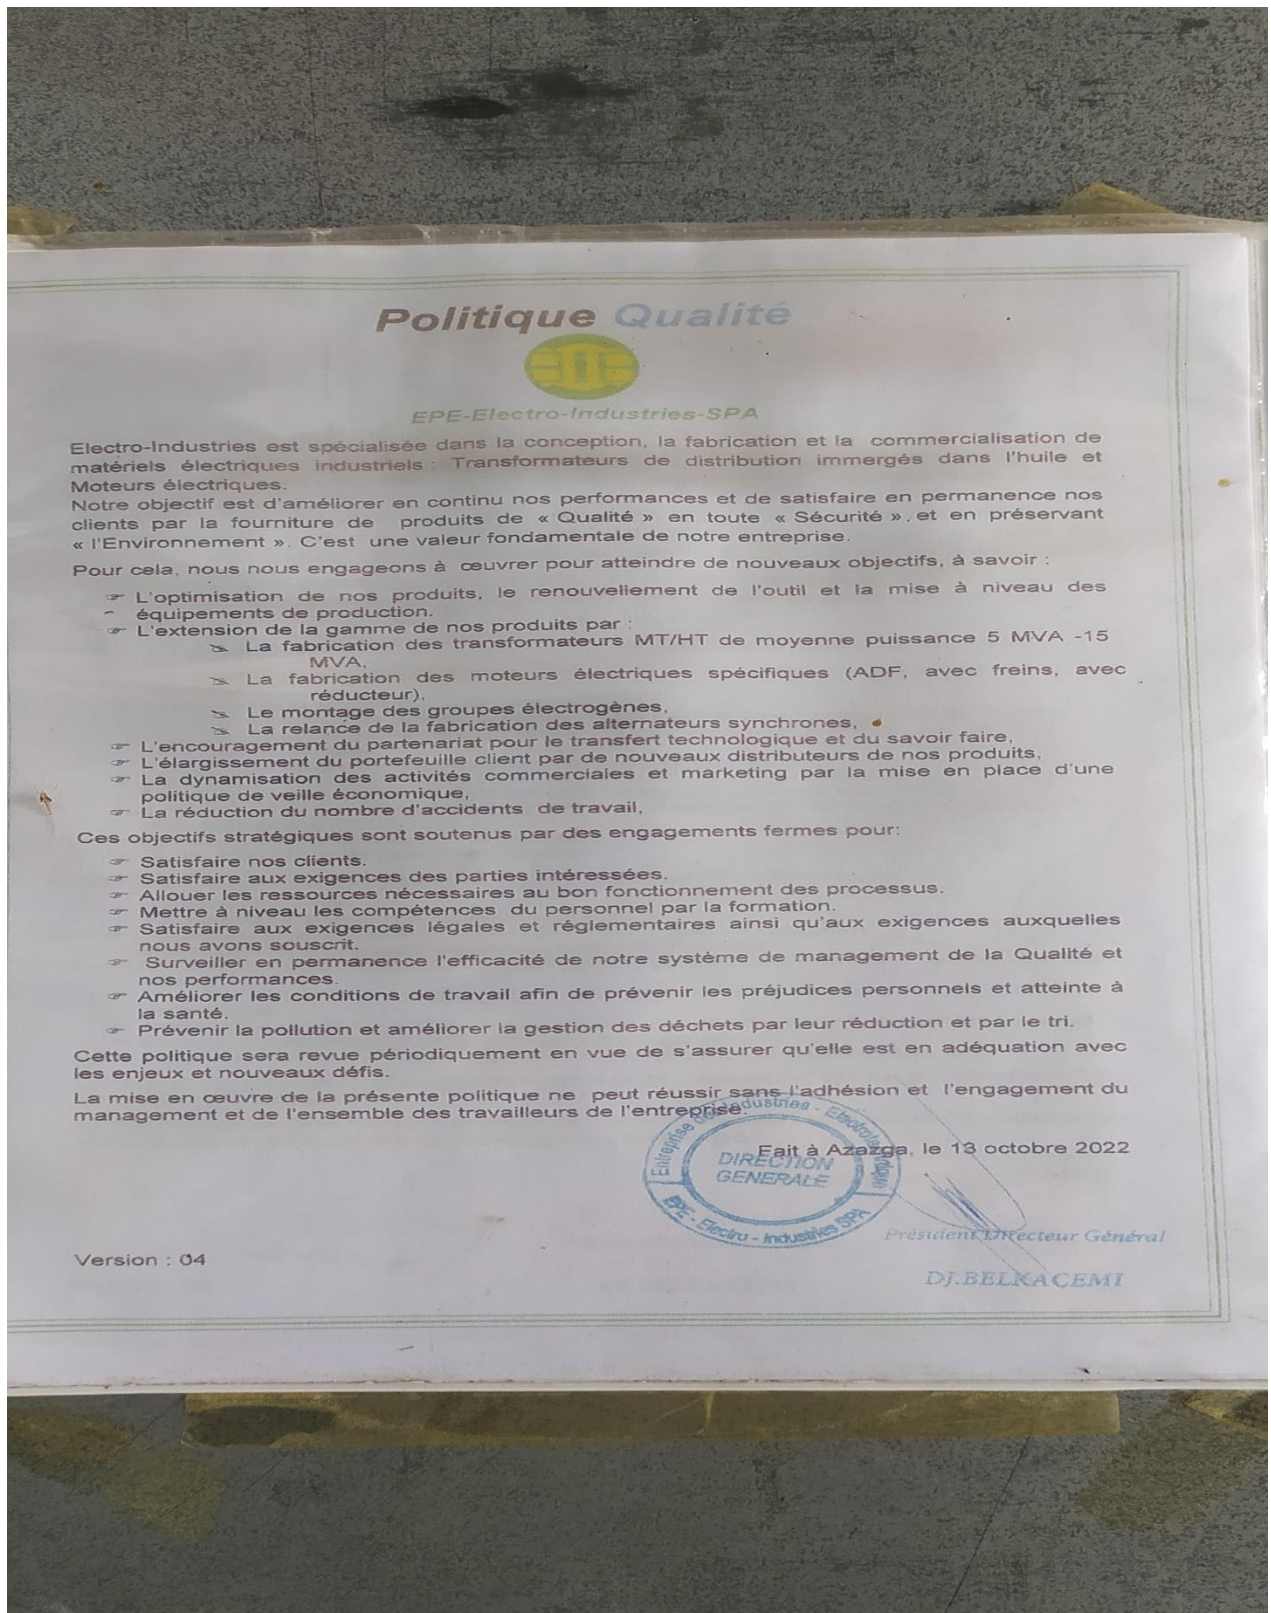 Politique Qualité
EPE-Electro-Industries-SPA
Electro-Industries est spécialisée dans la conception, la fabrication et la commercialisation de
matériels électriques industriels : Transformateurs de distribution immergés dans l'huile et
Moteurs électriques.
Notre objectif est d'améliorer en continu nos performances et de satisfaire en permanence nos
clients par la fourniture de produits de « Qualité » en toute « Sécurité », et en préservant
« l'Environnement ». C'est une valeur fondamentale de notre entreprise.
Pour cela, nous nous engageons à œuvrer pour atteindre de nouveaux objectifs, à savoir :
☞ L'optimisation de nos produits, le renouvellement de l'outil et la mise à niveau des
équipements de production.
☞ L'extension de la gamme de nos produits par :
La fabrication des transformateurs MT/HT de moyenne puissance 5 MVA -15
MVA,
La fabrication des moteurs électriques spécifiques (ADF, avec freins, avec
réducteur),
Le montage des groupes électrogènes,
La relance de la fabrication des alternateurs synchrones,
☞ L'encouragement du partenariat pour le transfert technologique et du savoir faire,
☞ L'élargissement du portefeuille client par de nouveaux distributeurs de nos produits,
☞ La dynamisation des activités commerciales et marketing par la mise en place d'une
politique de veille économique,
☞ La réduction du nombre d'accidents de travail,
Ces objectifs stratégiques sont soutenus par des engagements fermes pour:
☞ Satisfaire nos clients.
☞ Satisfaire aux exigences des parties intéressées.
☞ Allouer les ressources nécessaires au bon fonctionnement des processus.
☞ Mettre à niveau les compétences du personnel par la formation.
☞ Satisfaire aux exigences légales et réglementaires ainsi qu'aux exigences auxquelles
nous avons souscrit.
☞ Surveiller en permanence l'efficacité de notre système de management de la Qualité et
nos performances.
☞ Améliorer les conditions de travail afin de prévenir les préjudices personnels et atteinte à
la santé.
☞ Prévenir la pollution et améliorer la gestion des déchets par leur réduction et par le tri.
Cette politique sera revue périodiquement en vue de s'assurer qu'elle est en adéquation avec
les enjeux et nouveaux défis.
La mise en œuvre de la présente politique ne peut réussir sans l'adhésion et l'engagement du
management et de l'ensemble des travailleurs de l'entreprise.
Fait à Azazga, le 13 octobre 2022
Entreprise des Industries - Electrotechnique
DIRECTION
GENERALE
EPE - Electro - Industries SPA
Président Directeur Général
DJ.BELKACEMI
Version : 04